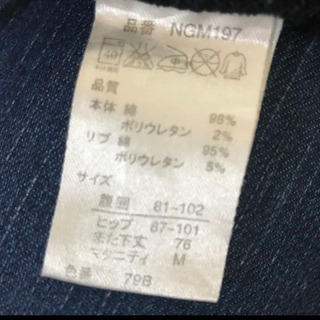 品番 NGM197
品質
本体 綿 98%
ポリウレタン 2%
リブ 綿 95%
ポリウレタン 5%
サイズ
腹囲 81-102
ヒップ 87-101
また下丈 76
マタニティ M
色番 79B